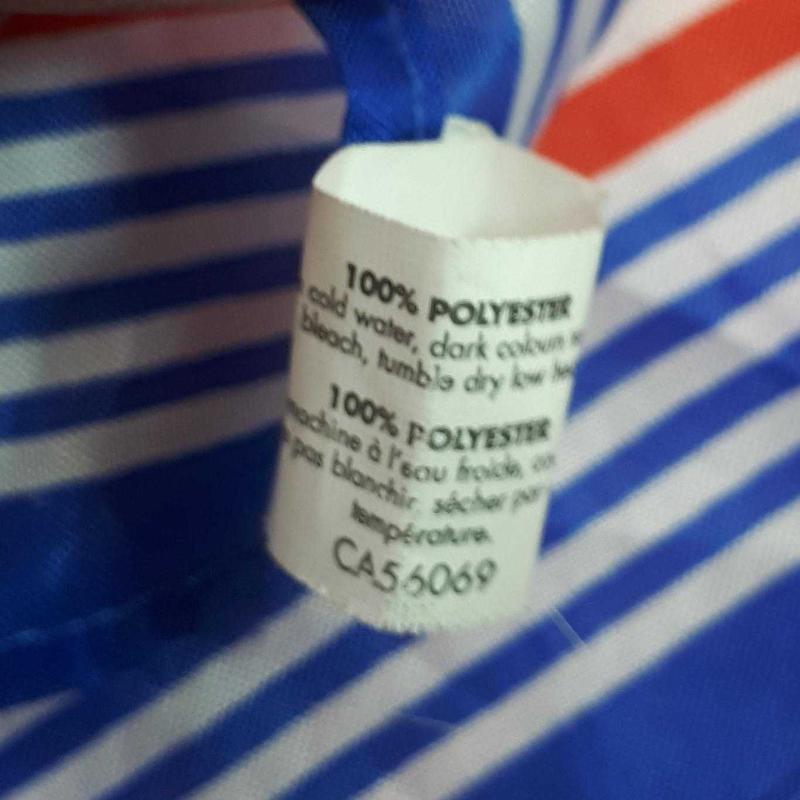 100% POLYESTER
cold water, dark colours
bleach, tumble dry low
100% POLYESTER
machine à l'eau froide,
pas blanchir, sécher
température.
CA56069